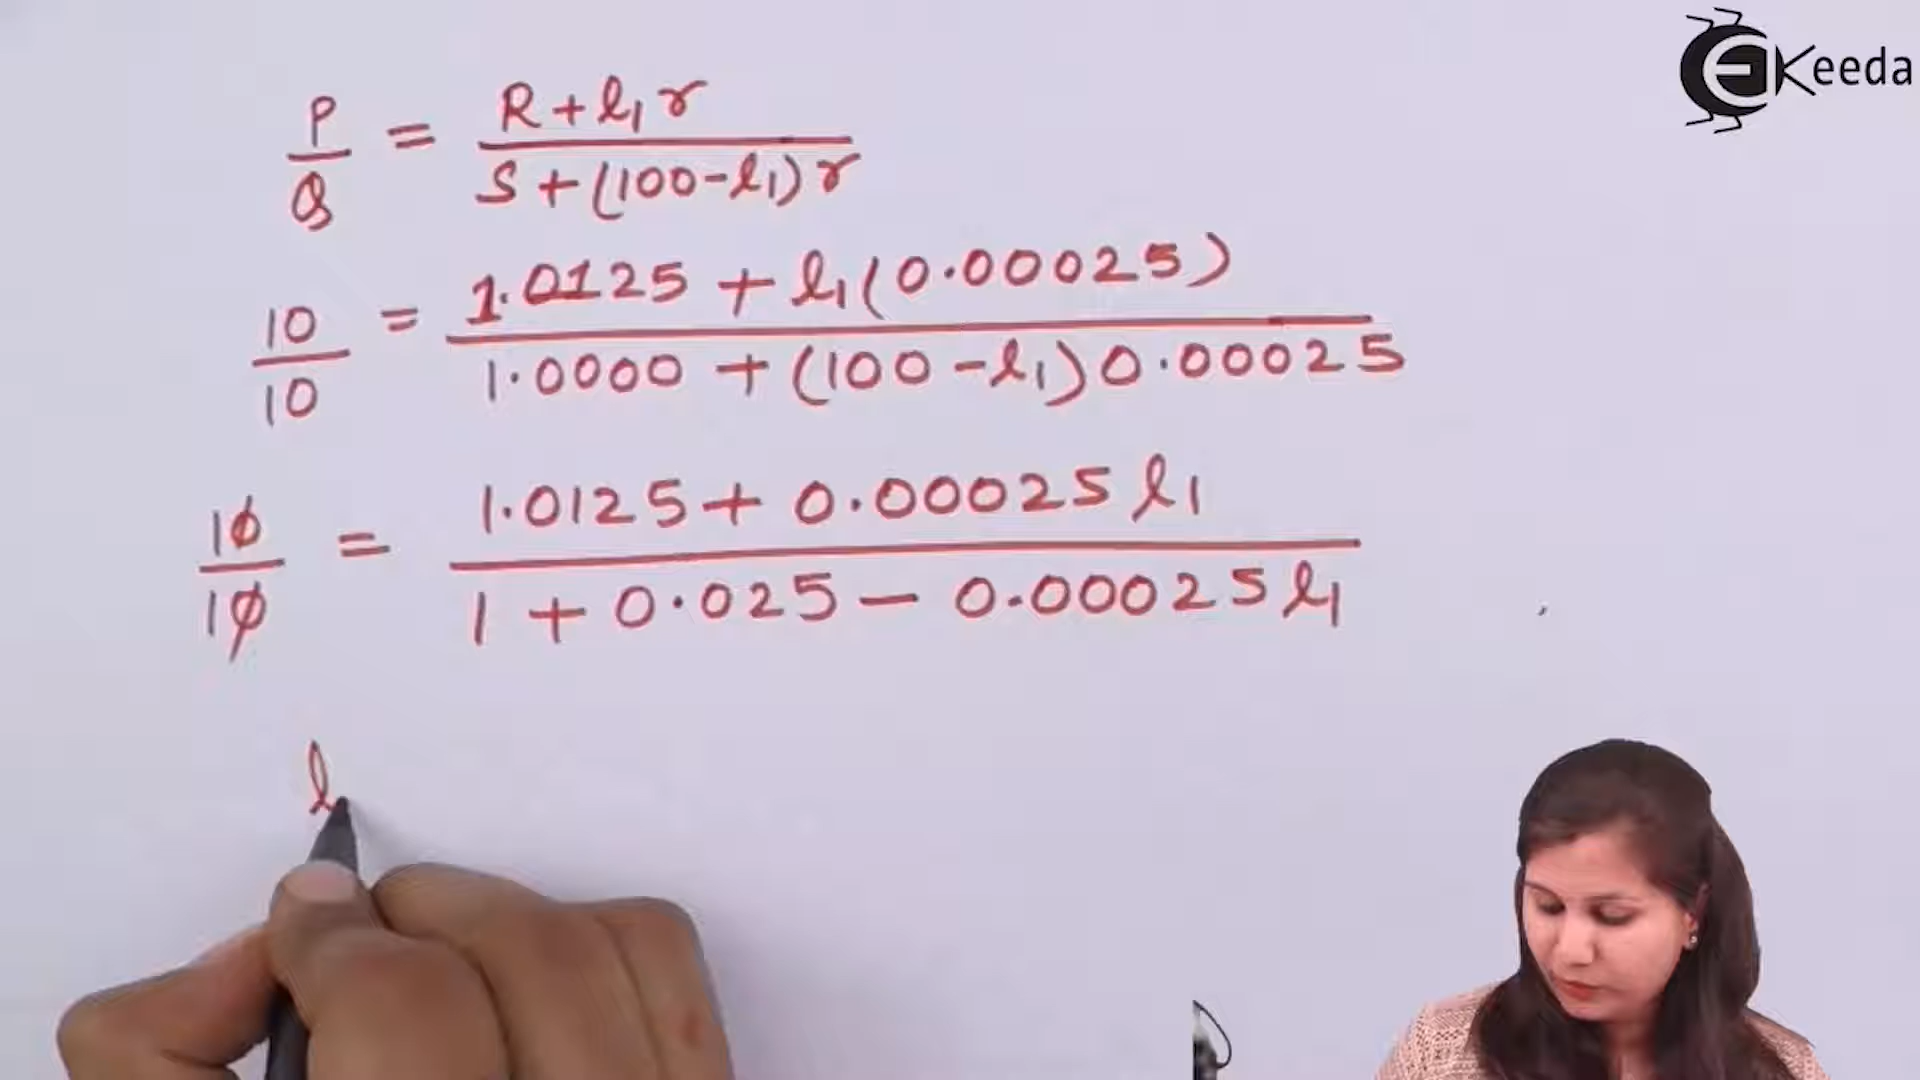 EKeeda
P/Q = (R + l₁ r)/(S + (100 - l₁) r)
10/10 = (1.0125 + l₁(0.00025))/(1.0000 + (100 - l₁)0.00025)
10/10 = (1.0125 + 0.00025 l₁)/(1 + 0.025 - 0.00025 l₁)
l